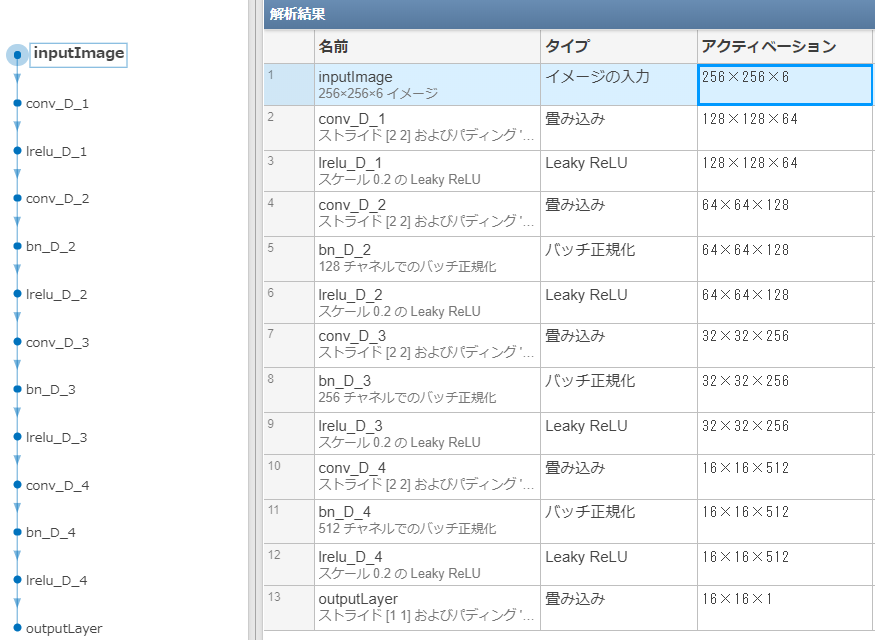 inputImage
conv_D_1
lrelu_D_1
conv_D_2
bn_D_2
lrelu_D_2
conv_D_3
bn_D_3
lrelu_D_3
conv_D_4
bn_D_4
lrelu_D_4
outputLayer
解析結果
名前 タイプ アクティベーション
1 inputImage イメージの入力 256×256×6
256×256×6 イメージ
2 conv_D_1 畳み込み 128×128×64
ストライド [2 2] およびパディング '...
3 lrelu_D_1 Leaky ReLU 128×128×64
スケール 0.2 の Leaky ReLU
4 conv_D_2 畳み込み 64×64×128
ストライド [2 2] およびパディング '...
5 bn_D_2 バッチ正規化 64×64×128
128 チャネルでのバッチ正規化
6 lrelu_D_2 Leaky ReLU 64×64×128
スケール 0.2 の Leaky ReLU
7 conv_D_3 畳み込み 32×32×256
ストライド [2 2] およびパディング '...
8 bn_D_3 バッチ正規化 32×32×256
256 チャネルでのバッチ正規化
9 lrelu_D_3 Leaky ReLU 32×32×256
スケール 0.2 の Leaky ReLU
10 conv_D_4 畳み込み 16×16×512
ストライド [2 2] およびパディング '...
11 bn_D_4 バッチ正規化 16×16×512
512 チャネルでのバッチ正規化
12 lrelu_D_4 Leaky ReLU 16×16×512
スケール 0.2 の Leaky ReLU
13 outputLayer 畳み込み 16×16×1
ストライド [1 1] およびパディング '...